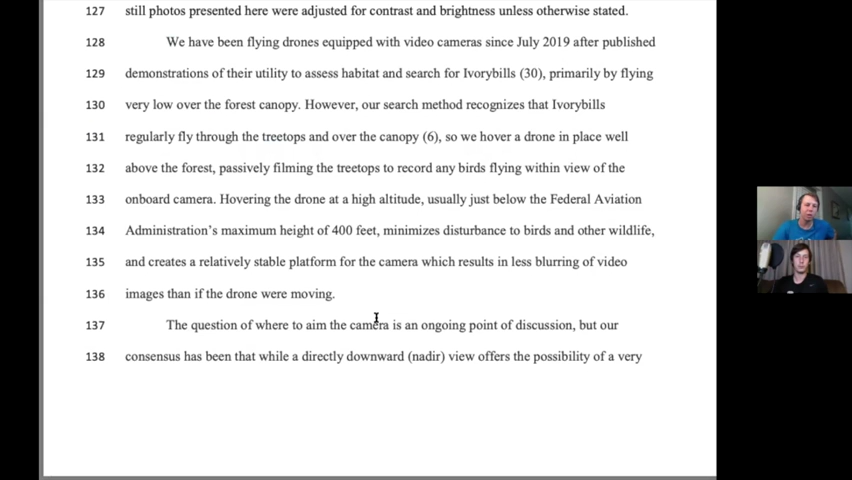 127 still photos presented here were adjusted for contrast and brightness unless otherwise stated.
128 We have been flying drones equipped with video cameras since July 2019 after published
129 demonstrations of their utility to assess habitat and search for Ivorybills (30), primarily by flying
130 very low over the forest canopy. However, our search method recognizes that Ivorybills
131 regularly fly through the treetops and over the canopy (6), so we hover a drone in place well
132 above the forest, passively filming the treetops to record any birds flying within view of the
133 onboard camera. Hovering the drone at a high altitude, usually just below the Federal Aviation
134 Administration's maximum height of 400 feet, minimizes disturbance to birds and other wildlife,
135 and creates a relatively stable platform for the camera which results in less blurring of video
136 images than if the drone were moving.
137 The question of where to aim the camera is an ongoing point of discussion, but our
138 consensus has been that while a directly downward (nadir) view offers the possibility of a very